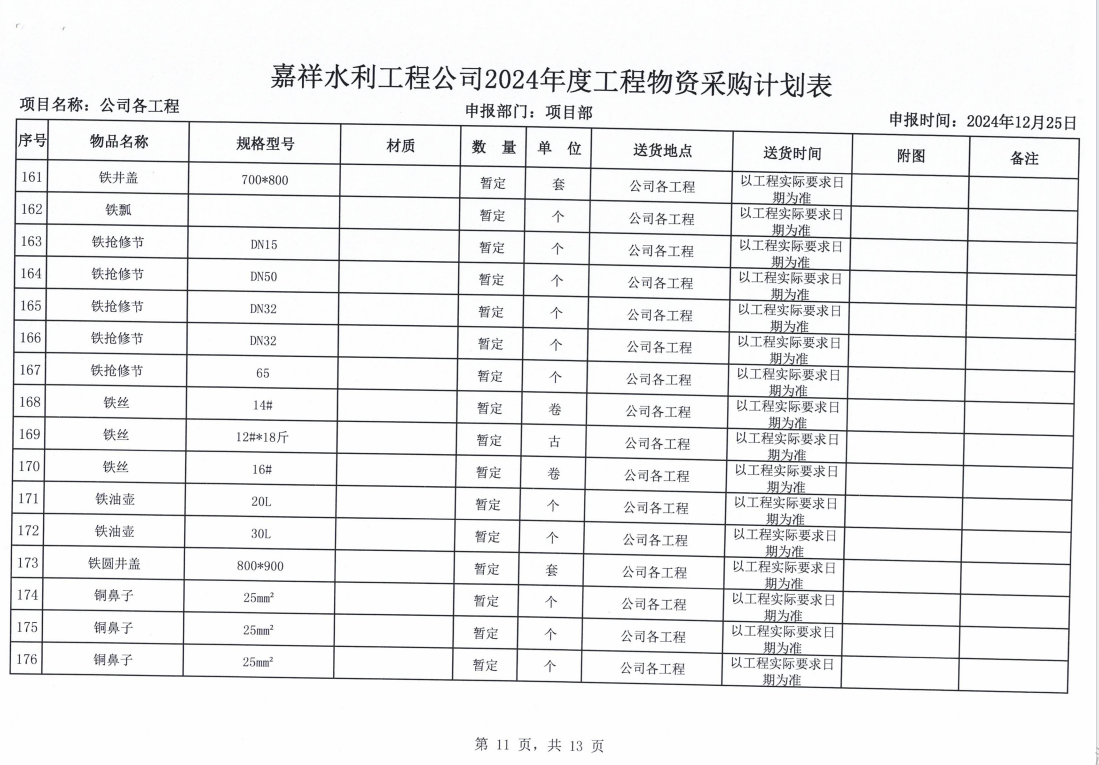 嘉祥水利工程公司2024年度工程物资采购计划表
项目名称：公司各工程 申报部门：项目部 申报时间：2024年12月25日
序号 物品名称 规格型号 材质 数 量 单 位 送货地点 送货时间 附图 备注
161 铁井盖 700*800 暂定 套 公司各工程 以工程实际要求日
期为准
162 铁瓢 暂定 个 公司各工程 以工程实际要求日
期为准
163 铁抢修节 DN15 暂定 个 公司各工程 以工程实际要求日
期为准
164 铁抢修节 DN50 暂定 个 公司各工程 以工程实际要求日
期为准
165 铁抢修节 DN32 暂定 个 公司各工程 以工程实际要求日
期为准
166 铁抢修节 DN32 暂定 个 公司各工程 以工程实际要求日
期为准
167 铁抢修节 65 暂定 个 公司各工程 以工程实际要求日
期为准
168 铁丝 14# 暂定 卷 公司各工程 以工程实际要求日
期为准
169 铁丝 12#*18斤 暂定 古 公司各工程 以工程实际要求日
期为准
170 铁丝 16# 暂定 卷 公司各工程 以工程实际要求日
期为准
171 铁油壶 20L 暂定 个 公司各工程 以工程实际要求日
期为准
172 铁油壶 30L 暂定 个 公司各工程 以工程实际要求日
期为准
173 铁圆井盖 800*900 暂定 套 公司各工程 以工程实际要求日
期为准
174 铜鼻子 25mm² 暂定 个 公司各工程 以工程实际要求日
期为准
175 铜鼻子 25mm² 暂定 个 公司各工程 以工程实际要求日
期为准
176 铜鼻子 25mm² 暂定 个 公司各工程 以工程实际要求日
期为准
第 11 页，共 13 页